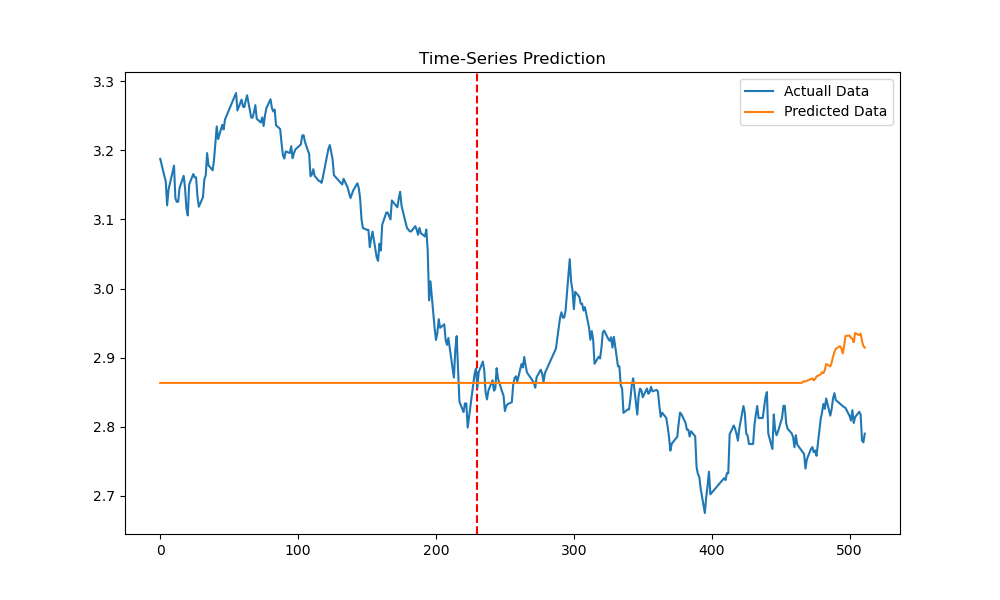 Time-Series Prediction
Actuall Data
Predicted Data
3.3
3.2
3.1
3.0
2.9
2.8
2.7
0 100 200 300 400 500